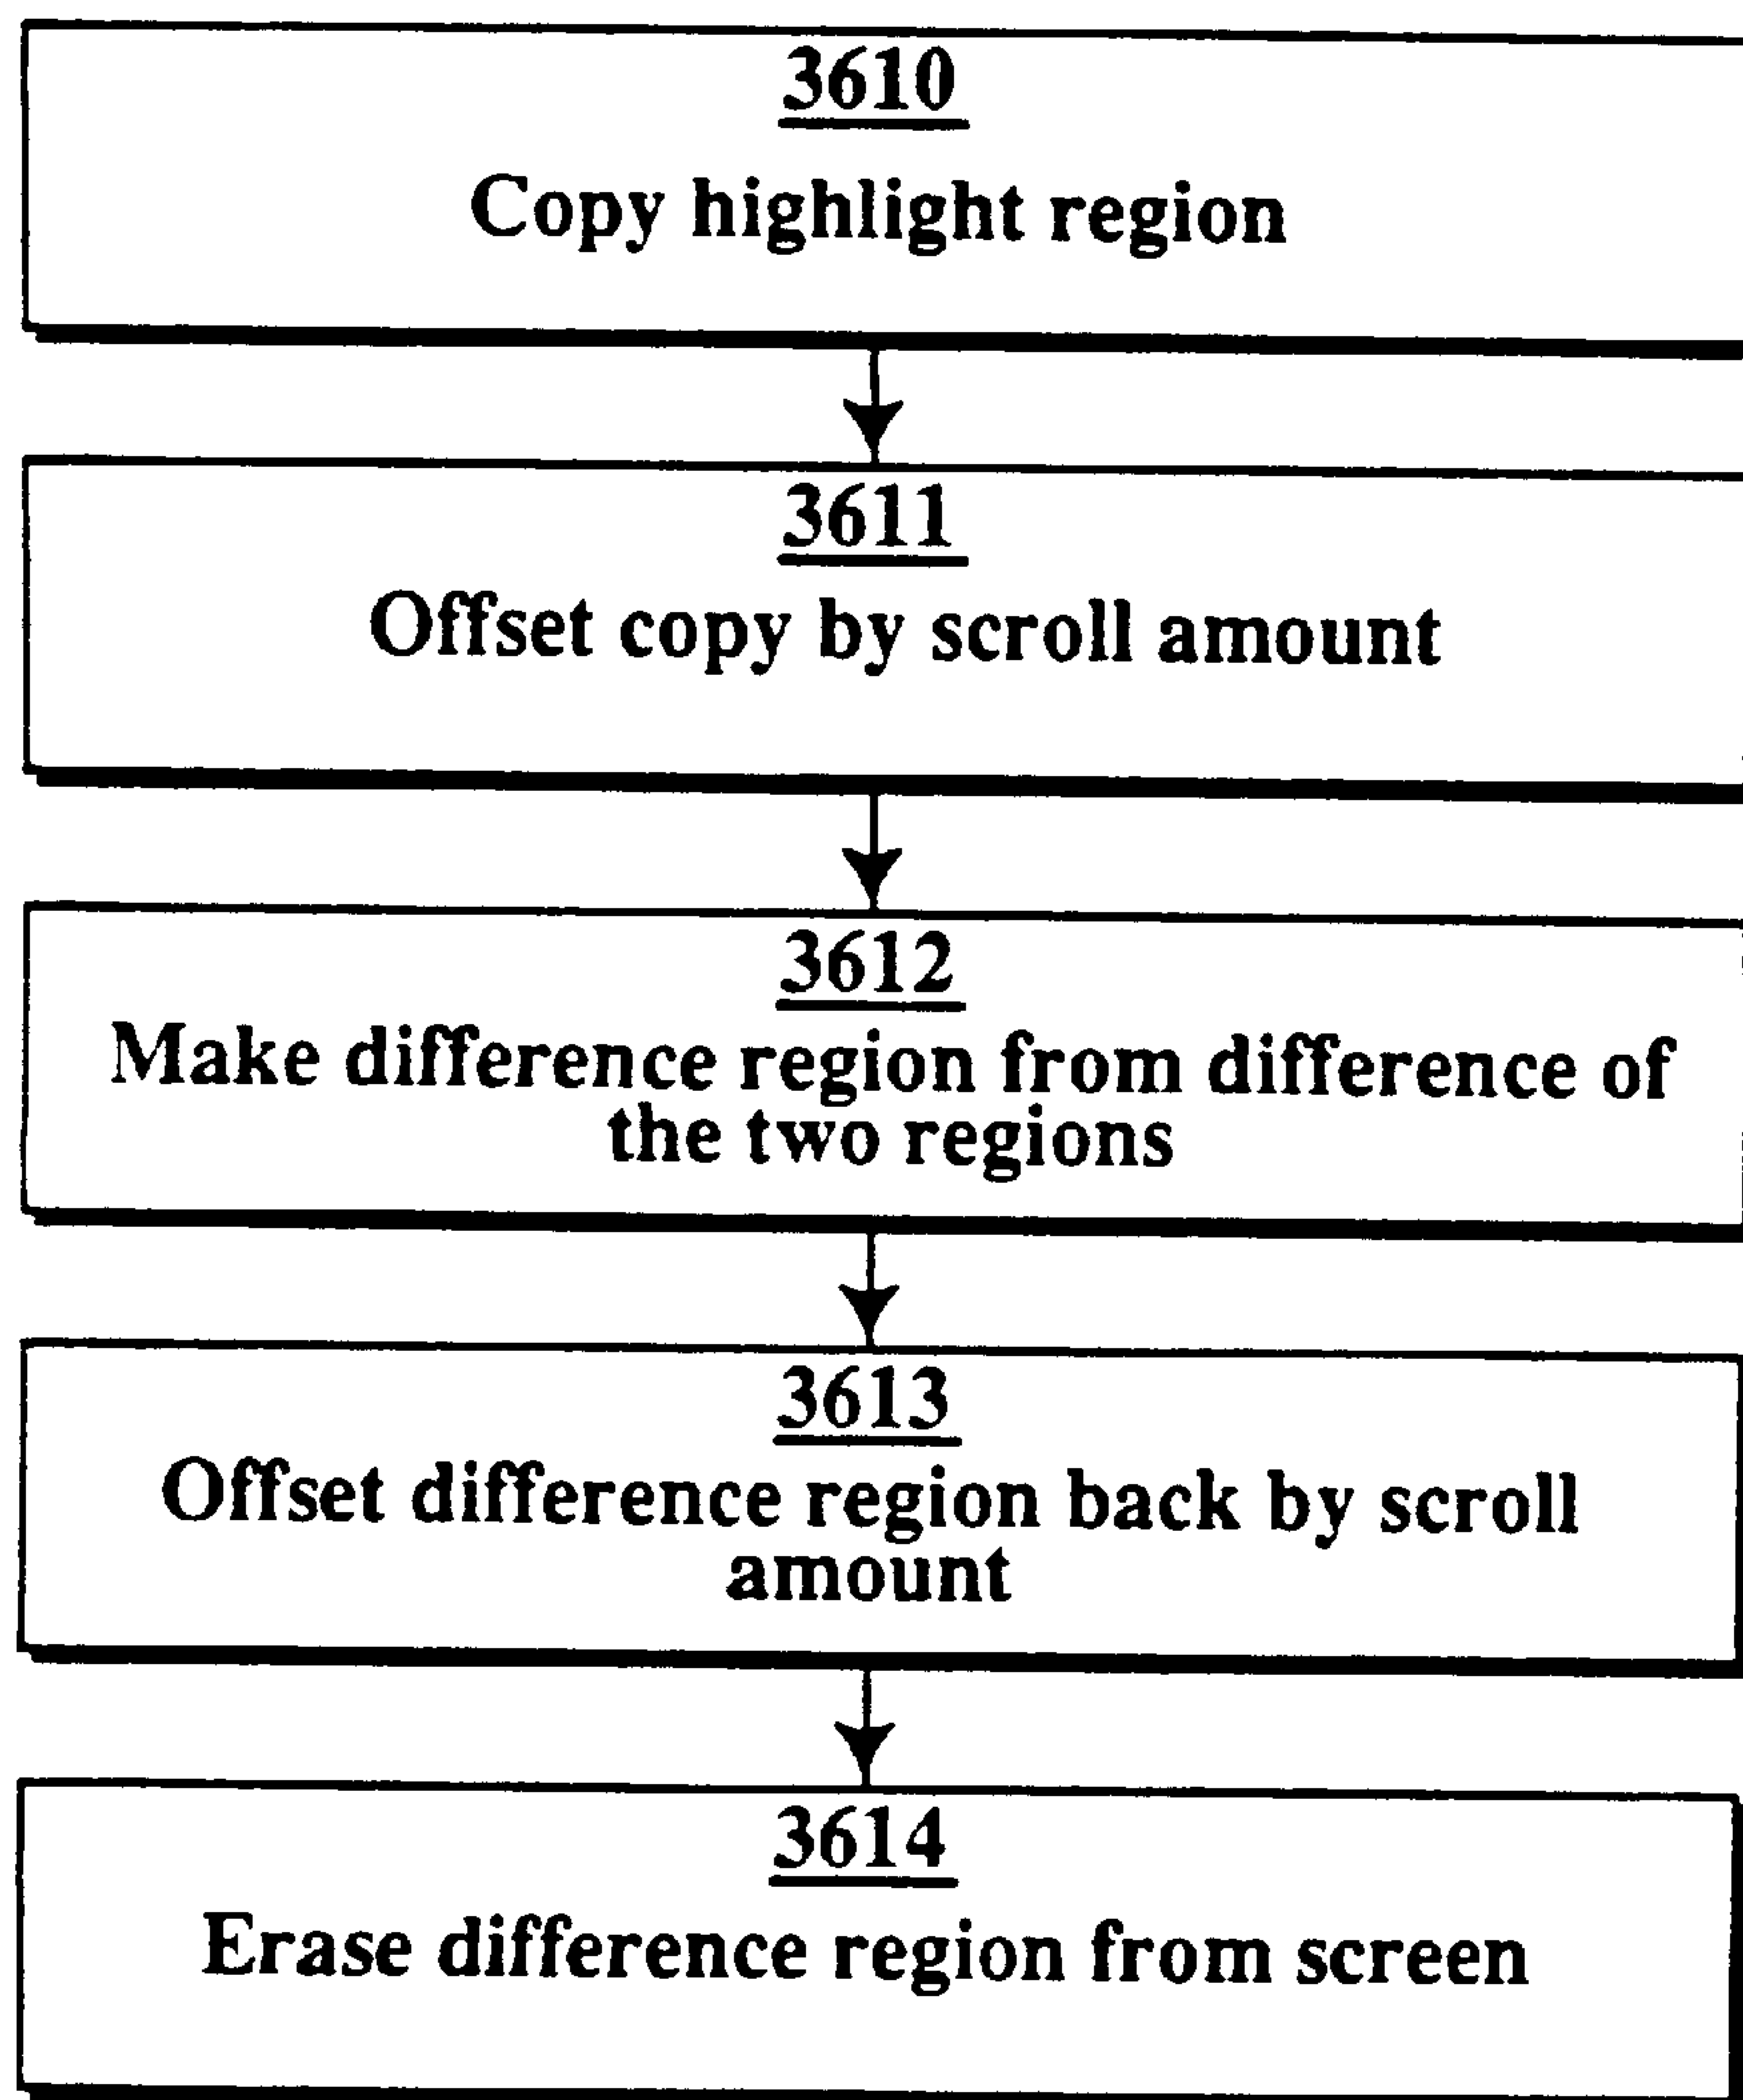 3610
Copy highlight region
3611
Offset copy by scroll amount
3612
Make difference region from difference of
the two regions
3613
Offset difference region back by scroll
amount
3614
Erase difference region from screen